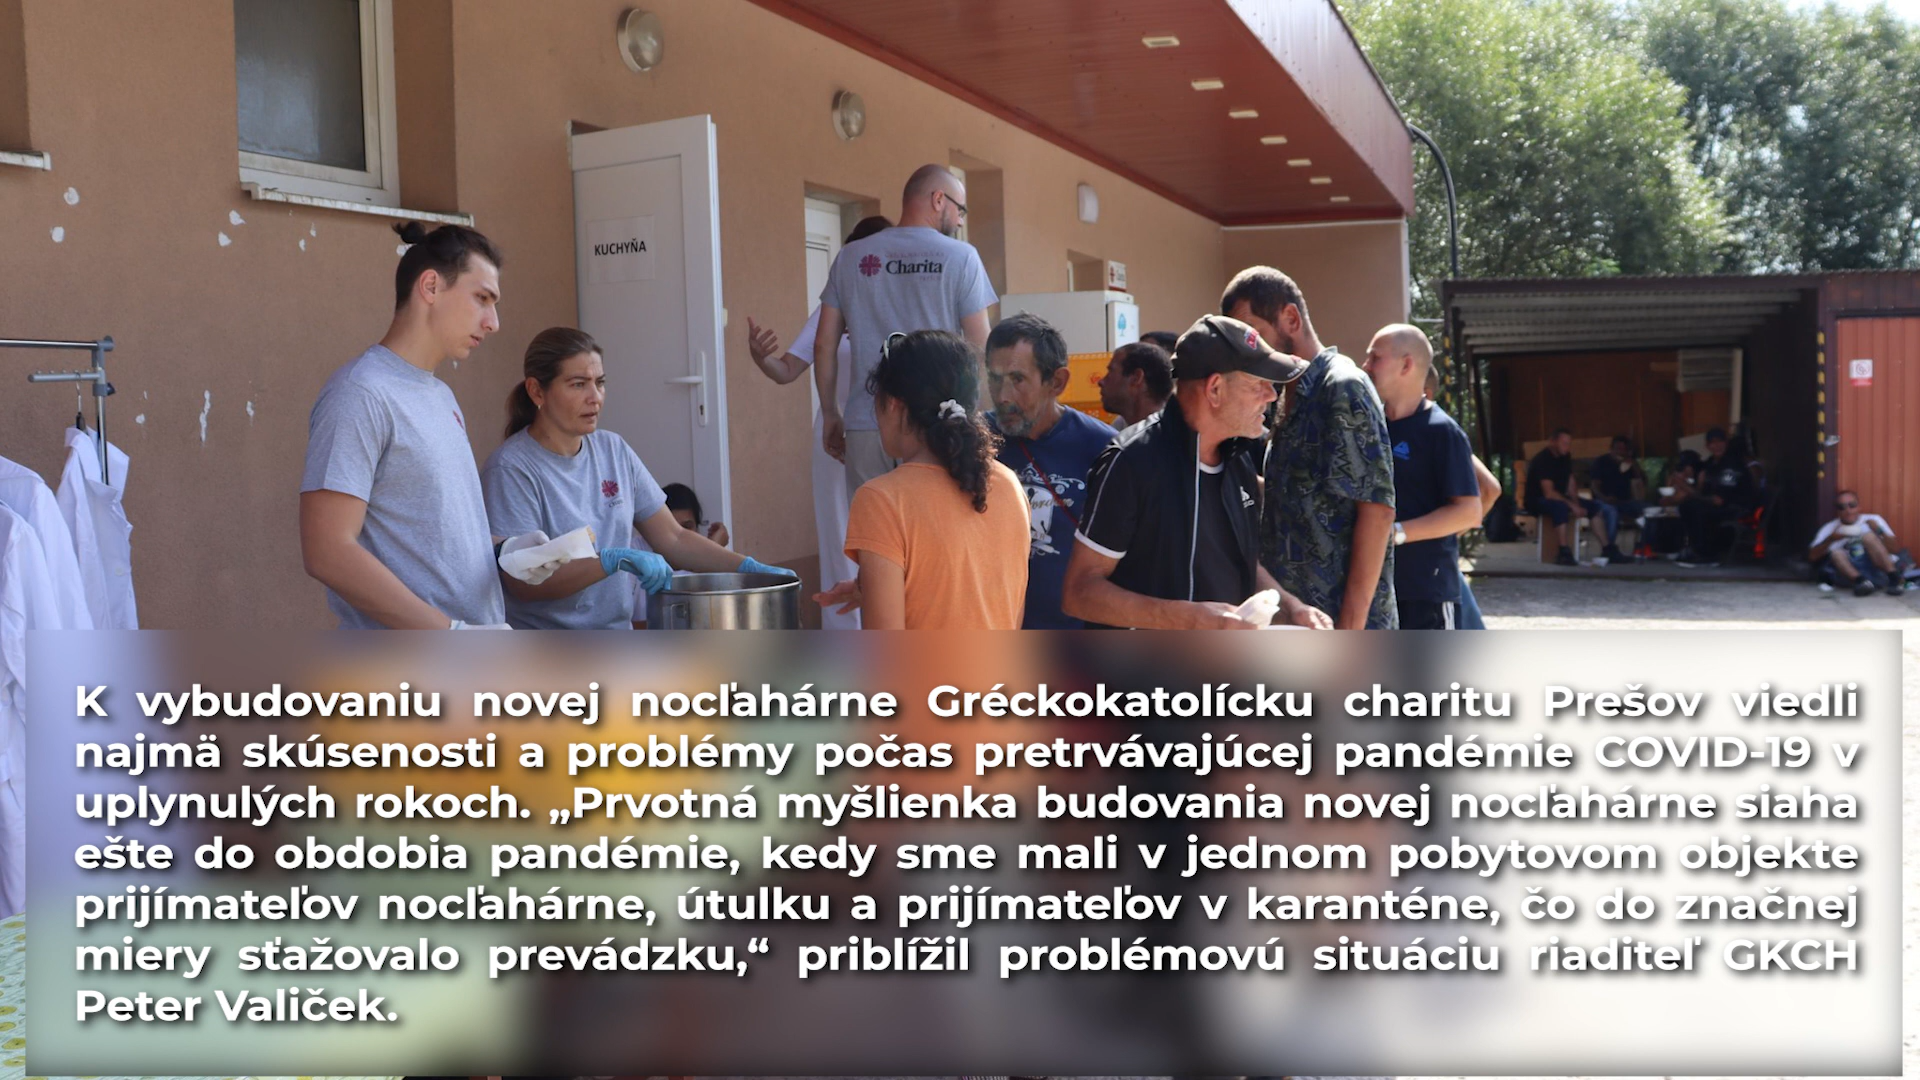 KUCHYŇA
Charita
K vybudovaniu novej nocľahárne Gréckokatolícku charitu Prešov viedli
najmä skúsenosti a problémy počas pretrvávajúcej pandémie COVID-19 v
uplynulých rokoch. „Prvotná myšlienka budovania novej nocľahárne siaha
ešte do obdobia pandémie, kedy sme mali v jednom pobytovom objekte
prijímateľov nocľahárne, útulku a prijímateľov v karanténe, čo do značnej
miery sťažovalo prevádzku,“ priblížil problémovú situáciu riaditeľ GKCH
Peter Valiček.